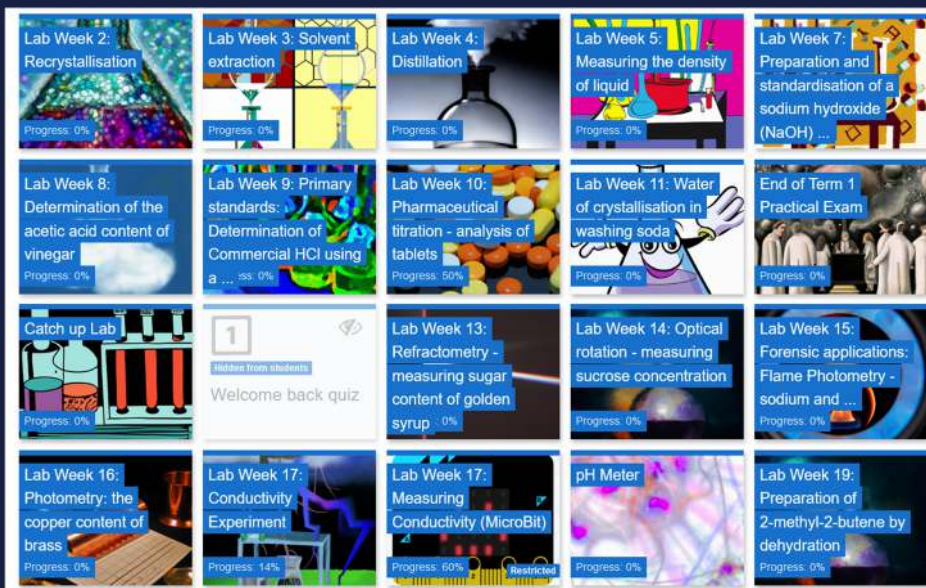 Lab Week 2:
Recrystallisation
Progress: 0%
Lab Week 3: Solvent
extraction
Progress: 0%
Lab Week 4:
Distillation
Progress: 0%
Lab Week 5:
Measuring the density
of liquid
Progress: 0%
Lab Week 7:
Preparation and
standardisation of a
sodium hydroxide
(NaOH) ...
Progress: 0%
Lab Week 8:
Determination of the
acetic acid content of
vinegar
Progress: 0%
Lab Week 9: Primary
standards:
Determination of
Commercial HCl using
a ... ss: 0%
Lab Week 10:
Pharmaceutical
titration - analysis of
tablets
Progress: 50%
Lab Week 11: Water
of crystallisation in
washing soda
Progress: 0%
End of Term 1
Practical Exam
Progress: 0%
Catch up Lab
Progress: 0%
1
Hidden from students
Welcome back quiz
Lab Week 13:
Refractometry -
measuring sugar
content of golden
syrup : 0%
Lab Week 14: Optical
rotation - measuring
sucrose concentration
Progress: 0%
Lab Week 15:
Forensic applications:
Flame Photometry -
sodium and ...
Progress: 0%
Lab Week 16:
Photometry: the
copper content of
brass
Progress: 0%
Lab Week 17:
Conductivity
Experiment
Progress: 14%
Lab Week 17:
Measuring
Conductivity (MicroBit)
Progress: 60%
Restricted
pH Meter
Progress: 0%
Lab Week 19:
Preparation of
2-methyl-2-butene by
dehydration
Progress: 0%